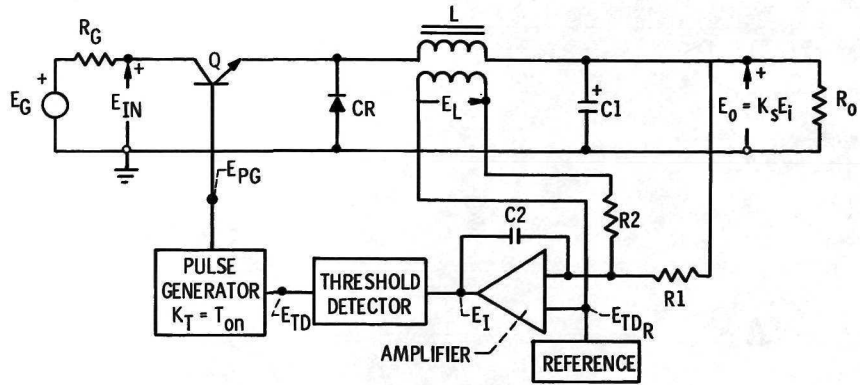 L
R_G
Q
E_G
+
+
E_IN
CR
E_L
+
C1
+
E_o = K_s E_i
R_o
E_PG
R2
C2
PULSE
GENERATOR
K_T = T_on
E_TD
THRESHOLD
DETECTOR
E_I
R1
E_TD_R
AMPLIFIER
REFERENCE